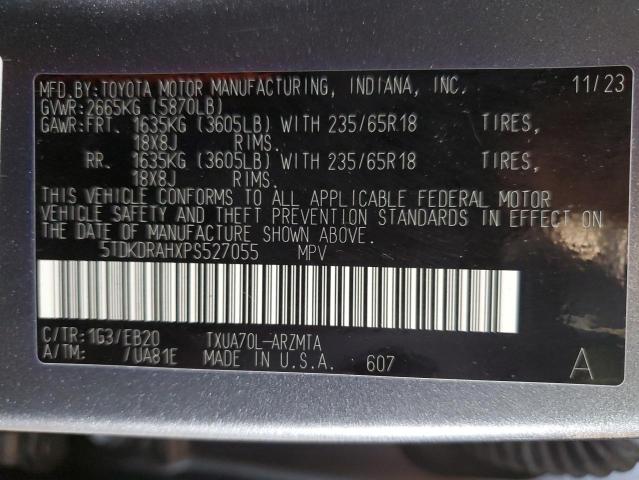 MFD.BY:TOYOTA MOTOR MANUFACTURING, INDIANA, INC. 11/23
GVWR:2665KG (5870LB)
GAWR:FRT. 1635KG (3605LB) WITH 235/65R18 TIRES,
18X8J RIMS.
RR. 1635KG (3605LB) WITH 235/65R18 TIRES,
18X8J RIMS.
THIS VEHICLE CONFORMS TO ALL APPLICABLE FEDERAL MOTOR
VEHICLE SAFETY AND THEFT PREVENTION STANDARDS IN EFFECT ON
THE DATE OF MANUFACTURE SHOWN ABOVE.
5TDKDRAHXPS527055 MPV
C/TR:1G3/EB20 TXUA70L-ARZMTA
A/TM: /UA81E MADE IN U.S.A. 607 A